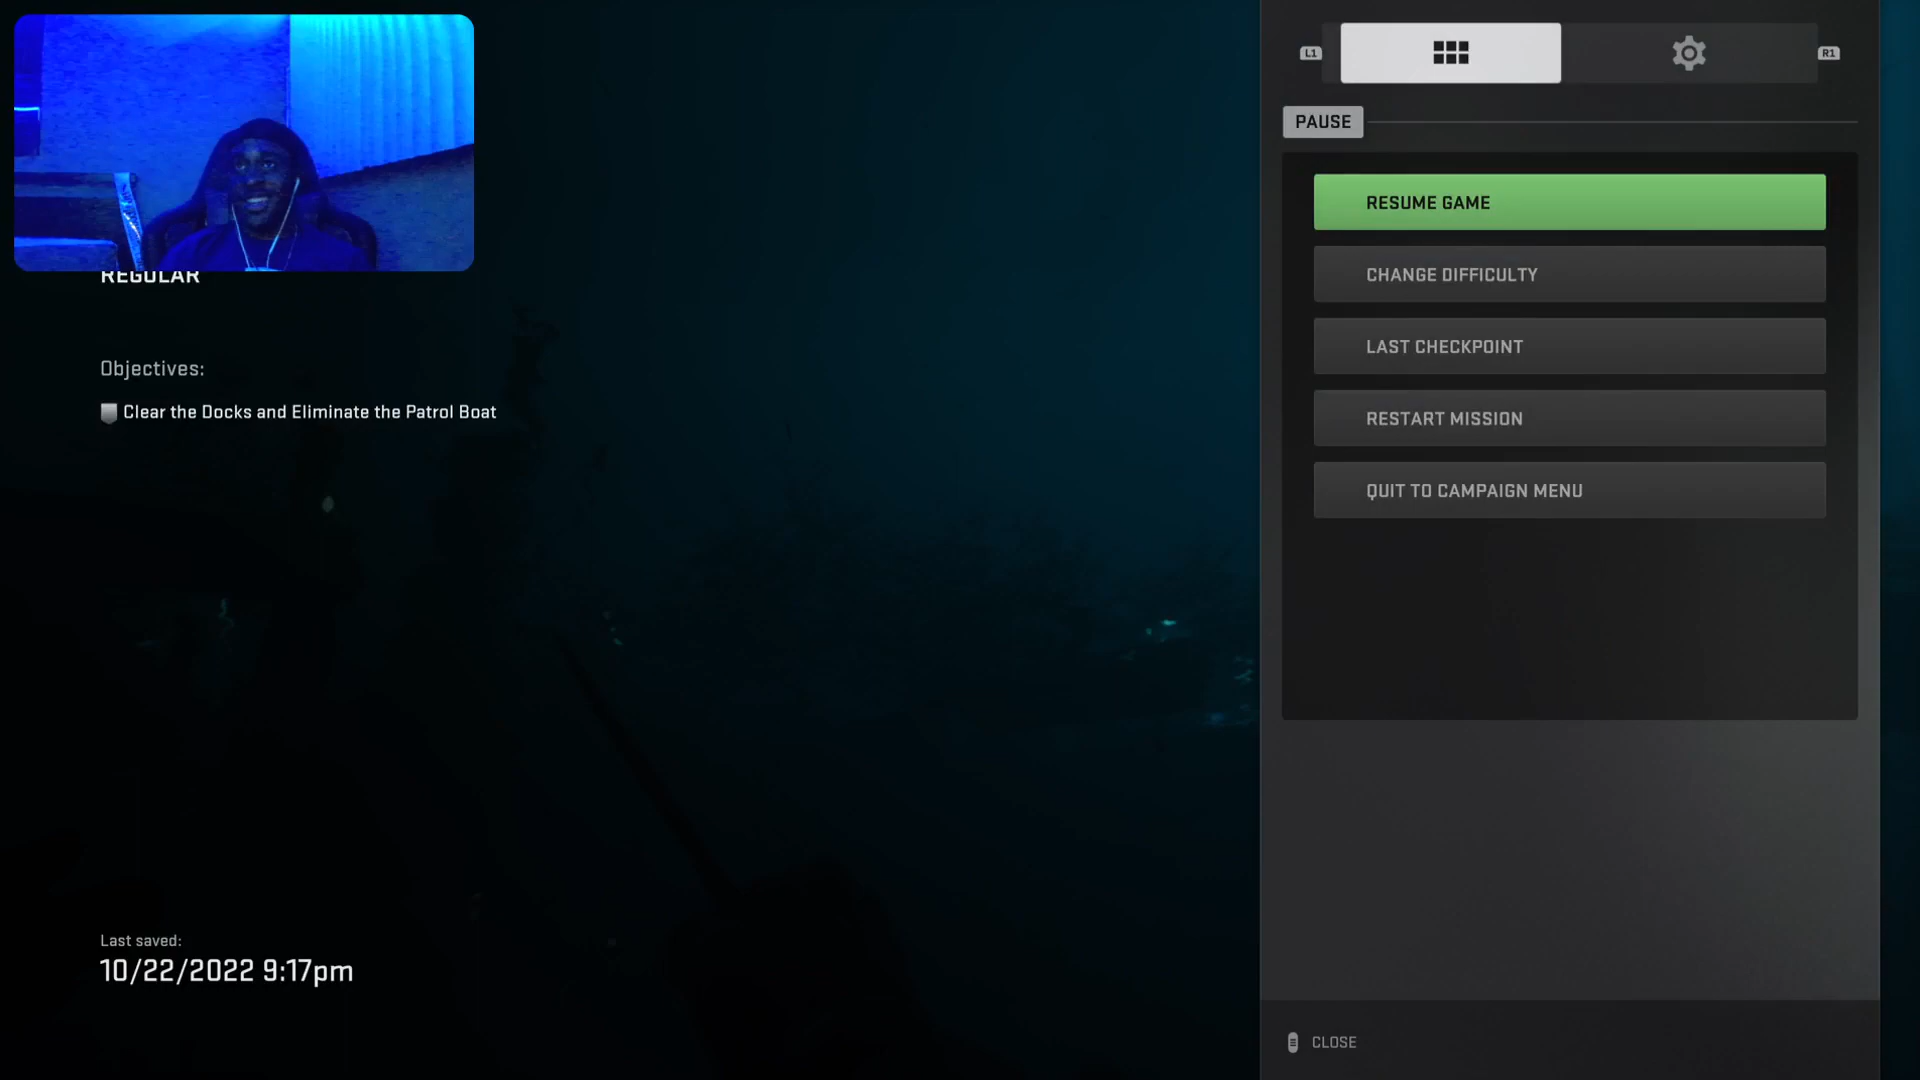 L1
R1
PAUSE
RESUME GAME
CHANGE DIFFICULTY
LAST CHECKPOINT
RESTART MISSION
QUIT TO CAMPAIGN MENU
REGULAR
Objectives:
Clear the Docks and Eliminate the Patrol Boat
Last saved:
10/22/2022 9:17pm
CLOSE